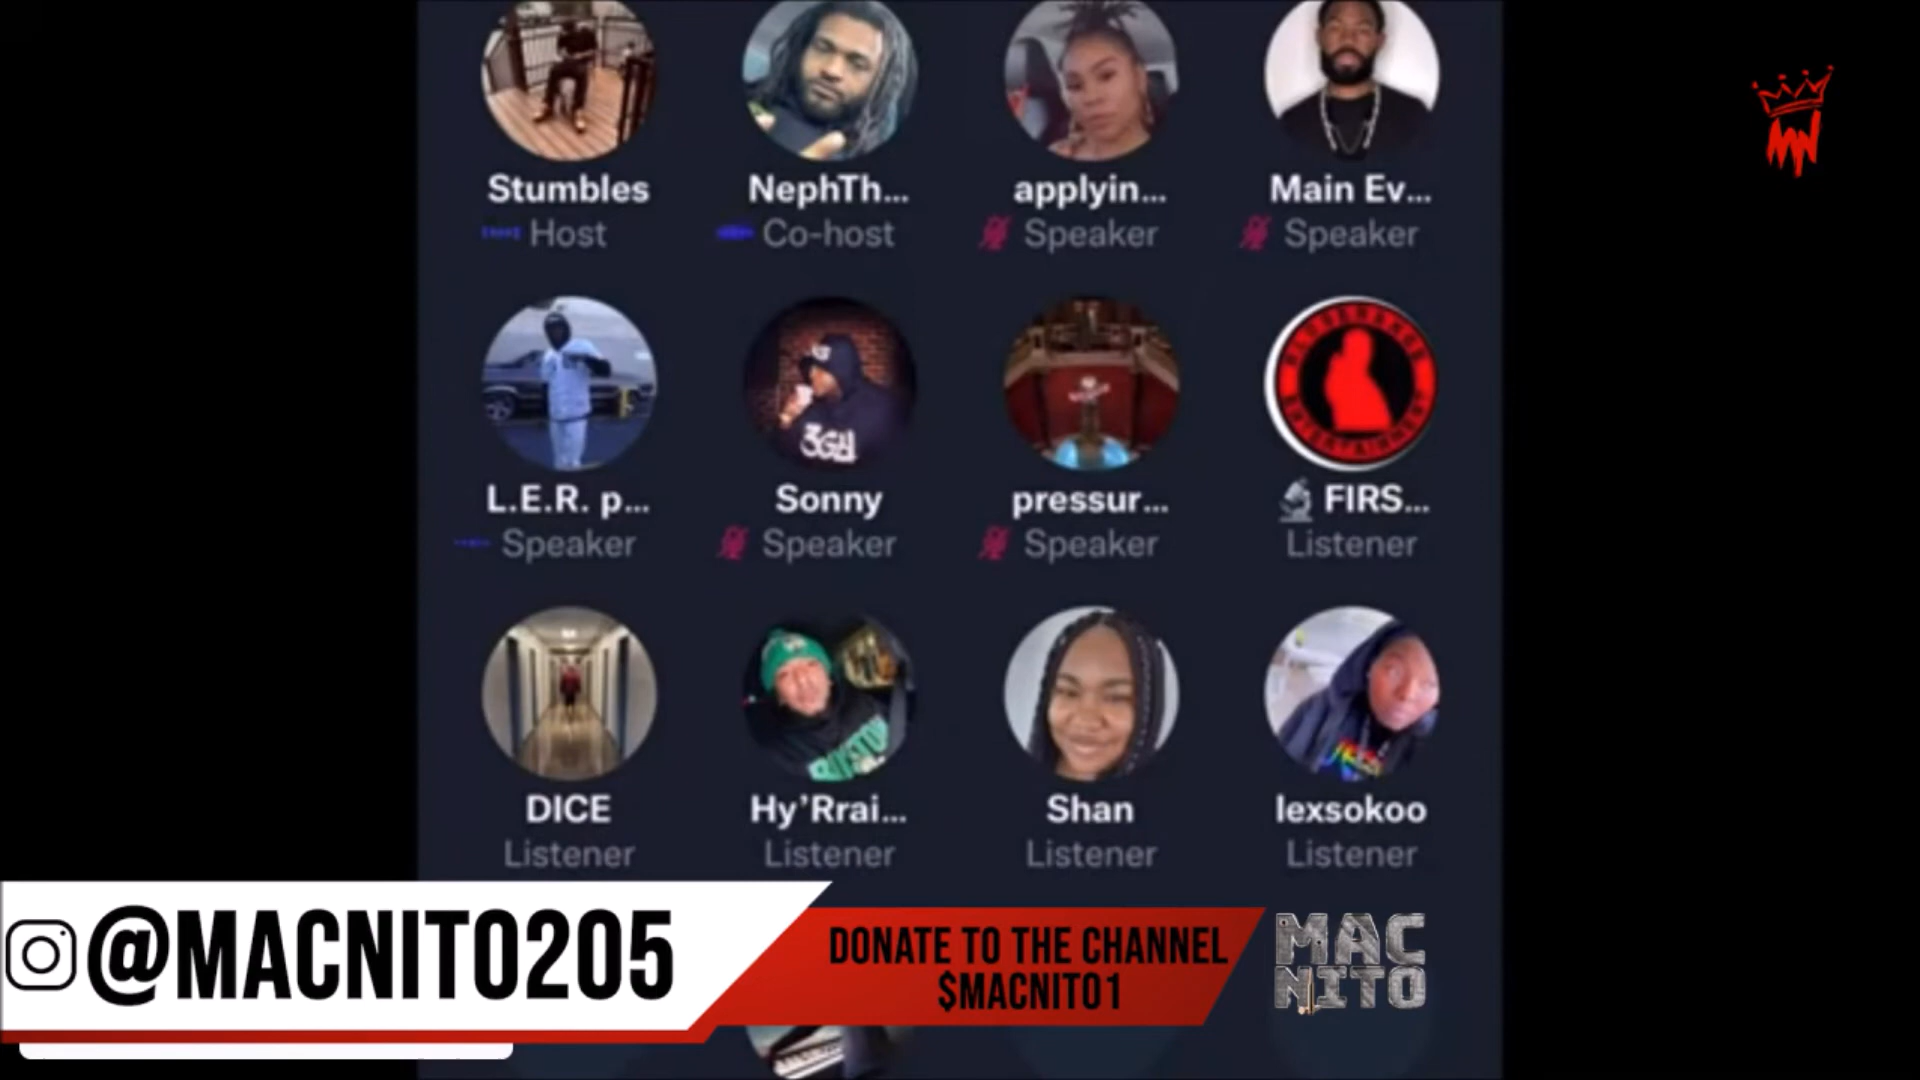 Stumbles NephTh... applyin... Main Ev...
Host Co-host Speaker Speaker
3GH
L.E.R. p... Sonny pressur... FIRS...
Speaker Speaker Speaker Listener
DICE Hy’Rrai... Shan lexsokoo
Listener Listener Listener Listener
@MACNITO205
DONATE TO THE CHANNEL
$MACNITO1
MAC
NITO